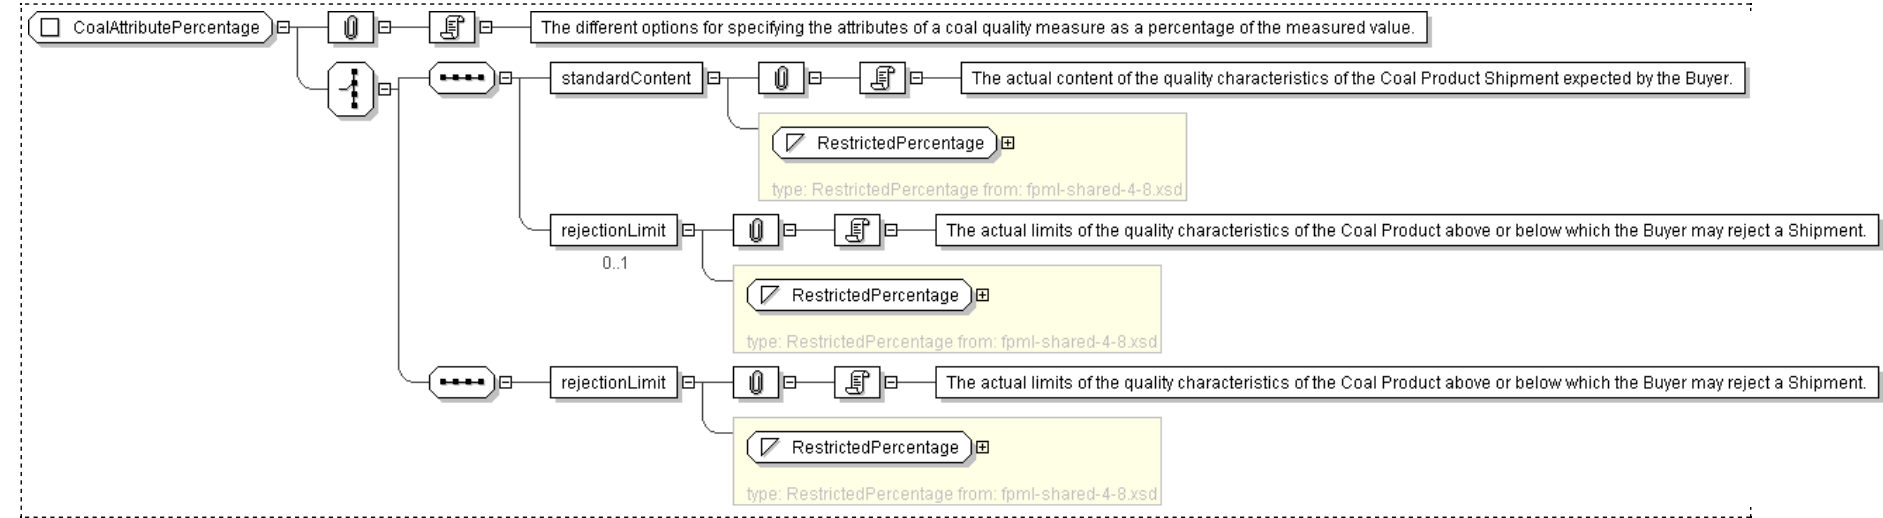 CoalAttributePercentage
The different options for specifying the attributes of a coal quality measure as a percentage of the measured value.
standardContent
The actual content of the quality characteristics of the Coal Product Shipment expected by the Buyer.
RestrictedPercentage
type: RestrictedPercentage from: fpml-shared-4-8.xsd
rejectionLimit
The actual limits of the quality characteristics of the Coal Product above or below which the Buyer may reject a Shipment.
0..1
RestrictedPercentage
type: RestrictedPercentage from: fpml-shared-4-8.xsd
rejectionLimit
The actual limits of the quality characteristics of the Coal Product above or below which the Buyer may reject a Shipment.
RestrictedPercentage
type: RestrictedPercentage from: fpml-shared-4-8.xsd